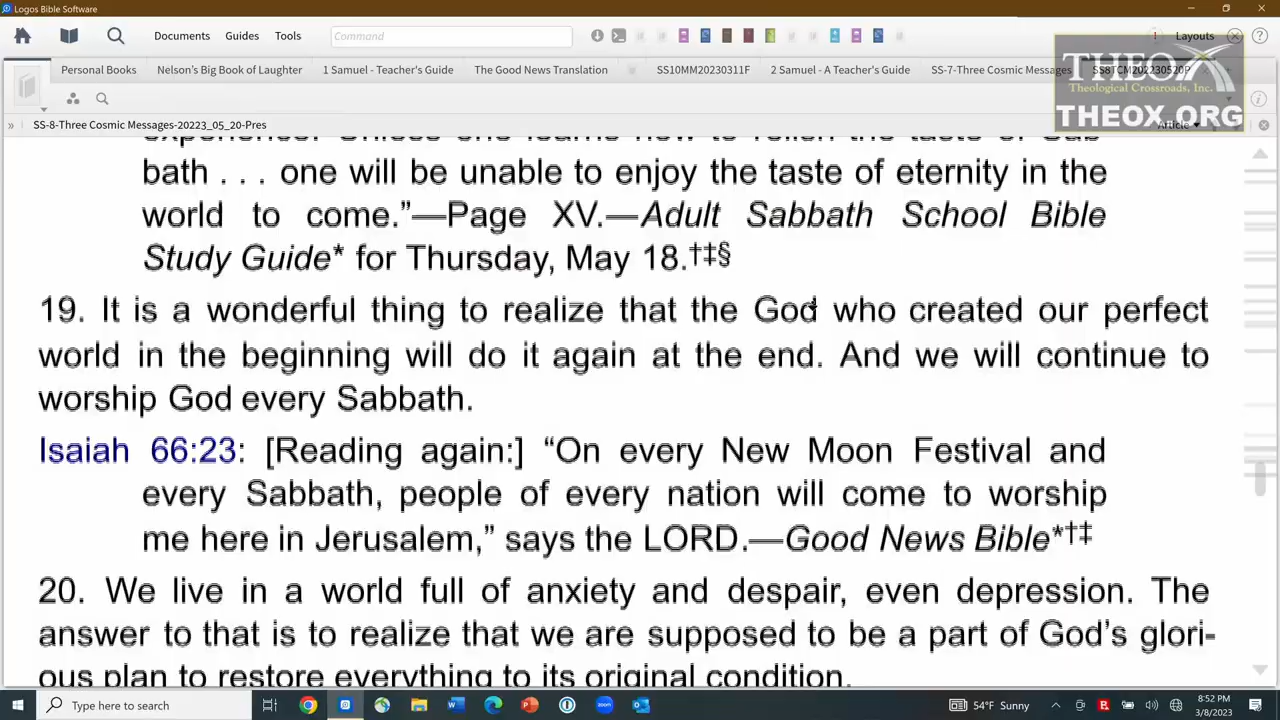 Logos Bible Software
Documents Guides Tools Command Layouts
Personal Books Nelson's Big Book of Laughter 1 Samuel The Good News Translation SS10MM20230311F 2 Samuel - A Teacher's Guide SS-7-Three Cosmic Messages
THEOX
Theological Crossroads, Inc.
THEOX.ORG
SS-8-Three Cosmic Messages-20223_05_20-Pres
bath . . . one will be unable to enjoy the taste of eternity in the
world to come.”—Page XV.—Adult Sabbath School Bible
Study Guide* for Thursday, May 18.†‡§
19. It is a wonderful thing to realize that the God who created our perfect
world in the beginning will do it again at the end. And we will continue to
worship God every Sabbath.
Isaiah 66:23: [Reading again:] “On every New Moon Festival and
every Sabbath, people of every nation will come to worship
me here in Jerusalem,” says the LORD.—Good News Bible*†‡
20. We live in a world full of anxiety and despair, even depression. The
answer to that is to realize that we are supposed to be a part of God’s glori-
ous plan to restore everything to its original condition.
Type here to search
54°F Sunny
8:52 PM
3/8/2023